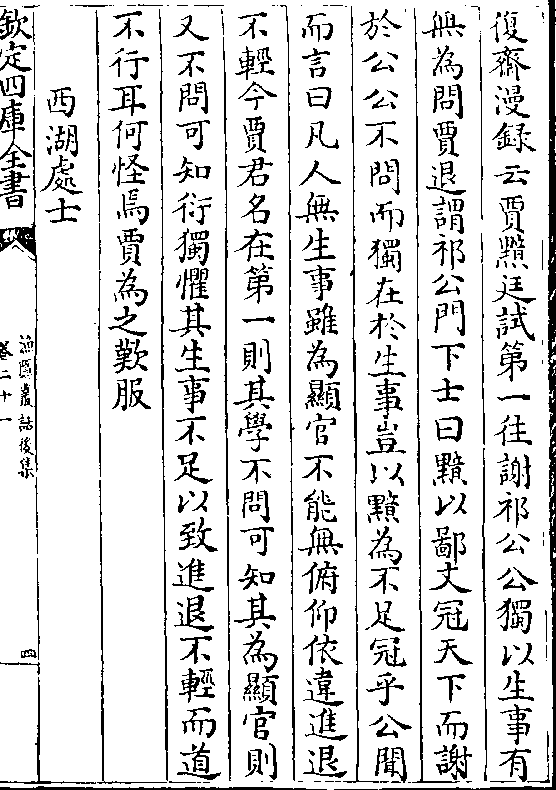 復齋漫録云賈黯廷試第一往謝祁公公獨以生事有
無為問賈退謂祁公門下士曰黯以鄙文冠天下而謝
於公公不問而獨在於生事豈以黯為不足冠乎公聞
而言曰凡人無生事雖為顯官不能無俯仰依違進退
不輕今賈君名在第一則其學不問可知其為顯官則
又不問可知衍獨懼其生事不足以致進退不輕而道
不行耳何怪焉賈為之歎服
西湖處士
欽定四庫全書
漁隱叢話後集
卷二十一
四